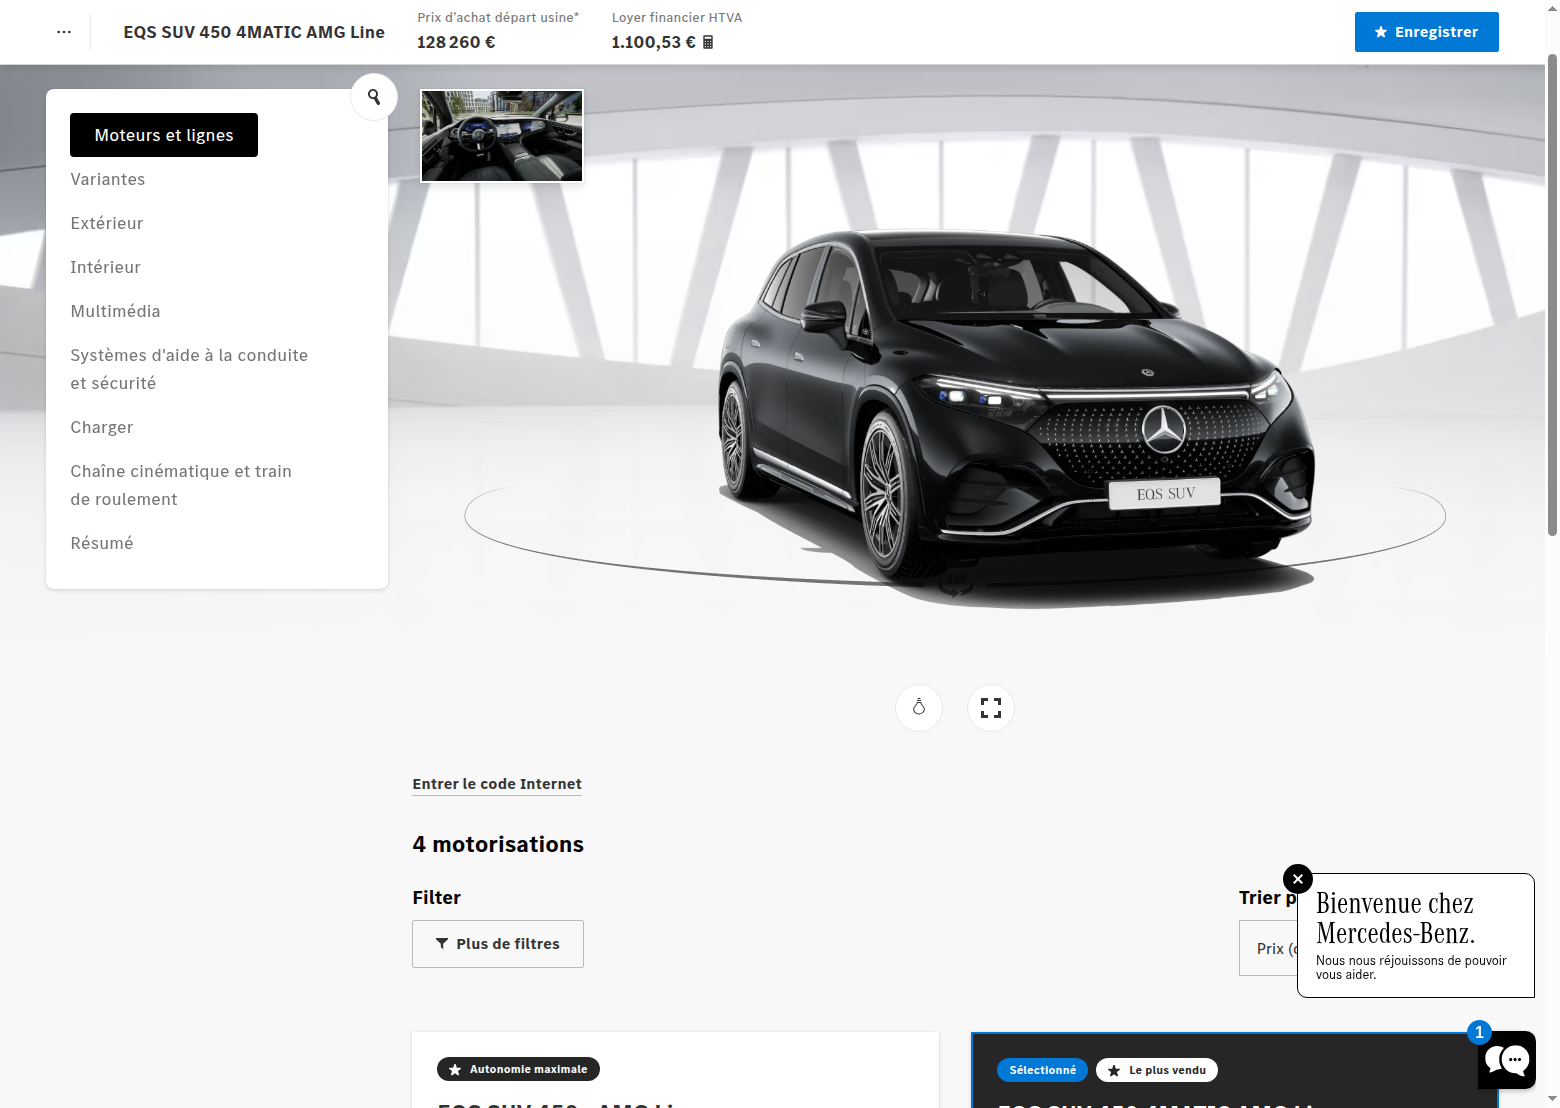 EQS SUV 450 4MATIC AMG Line
Prix d'achat départ usine*
128 260 €
Loyer financier HTVA
1.100,53 €
Enregistrer
Moteurs et lignes
Variantes
Extérieur
Intérieur
Multimédia
Systèmes d'aide à la conduite
et sécurité
Charger
Chaîne cinématique et train
de roulement
Résumé
EQS SUV
360
Entrer le code Internet
4 motorisations
Filter
Plus de filtres
Trier
Prix
Bienvenue chez
Mercedes-Benz.
Nous nous réjouissons de pouvoir
vous aider.
1
Autonomie maximale
Sélectionné
Le plus vendu